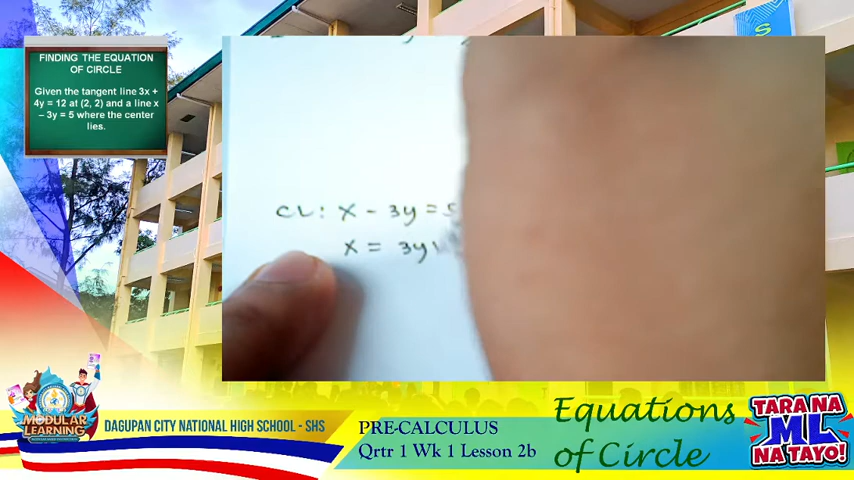 FINDING THE EQUATION
OF CIRCLE
Given the tangent line 3x +
4y = 12 at (2, 2) and a line x
– 3y = 5 where the center
lies.
CL: x - 3y = 5
x = 3y
MODULAR
LEARNING
DAGUPAN CITY NATIONAL HIGH SCHOOL - SHS
PRE-CALCULUS
Qrtr 1 Wk 1 Lesson 2b
Equations
of Circle
TARA NA
ML
NA TAYO!
S